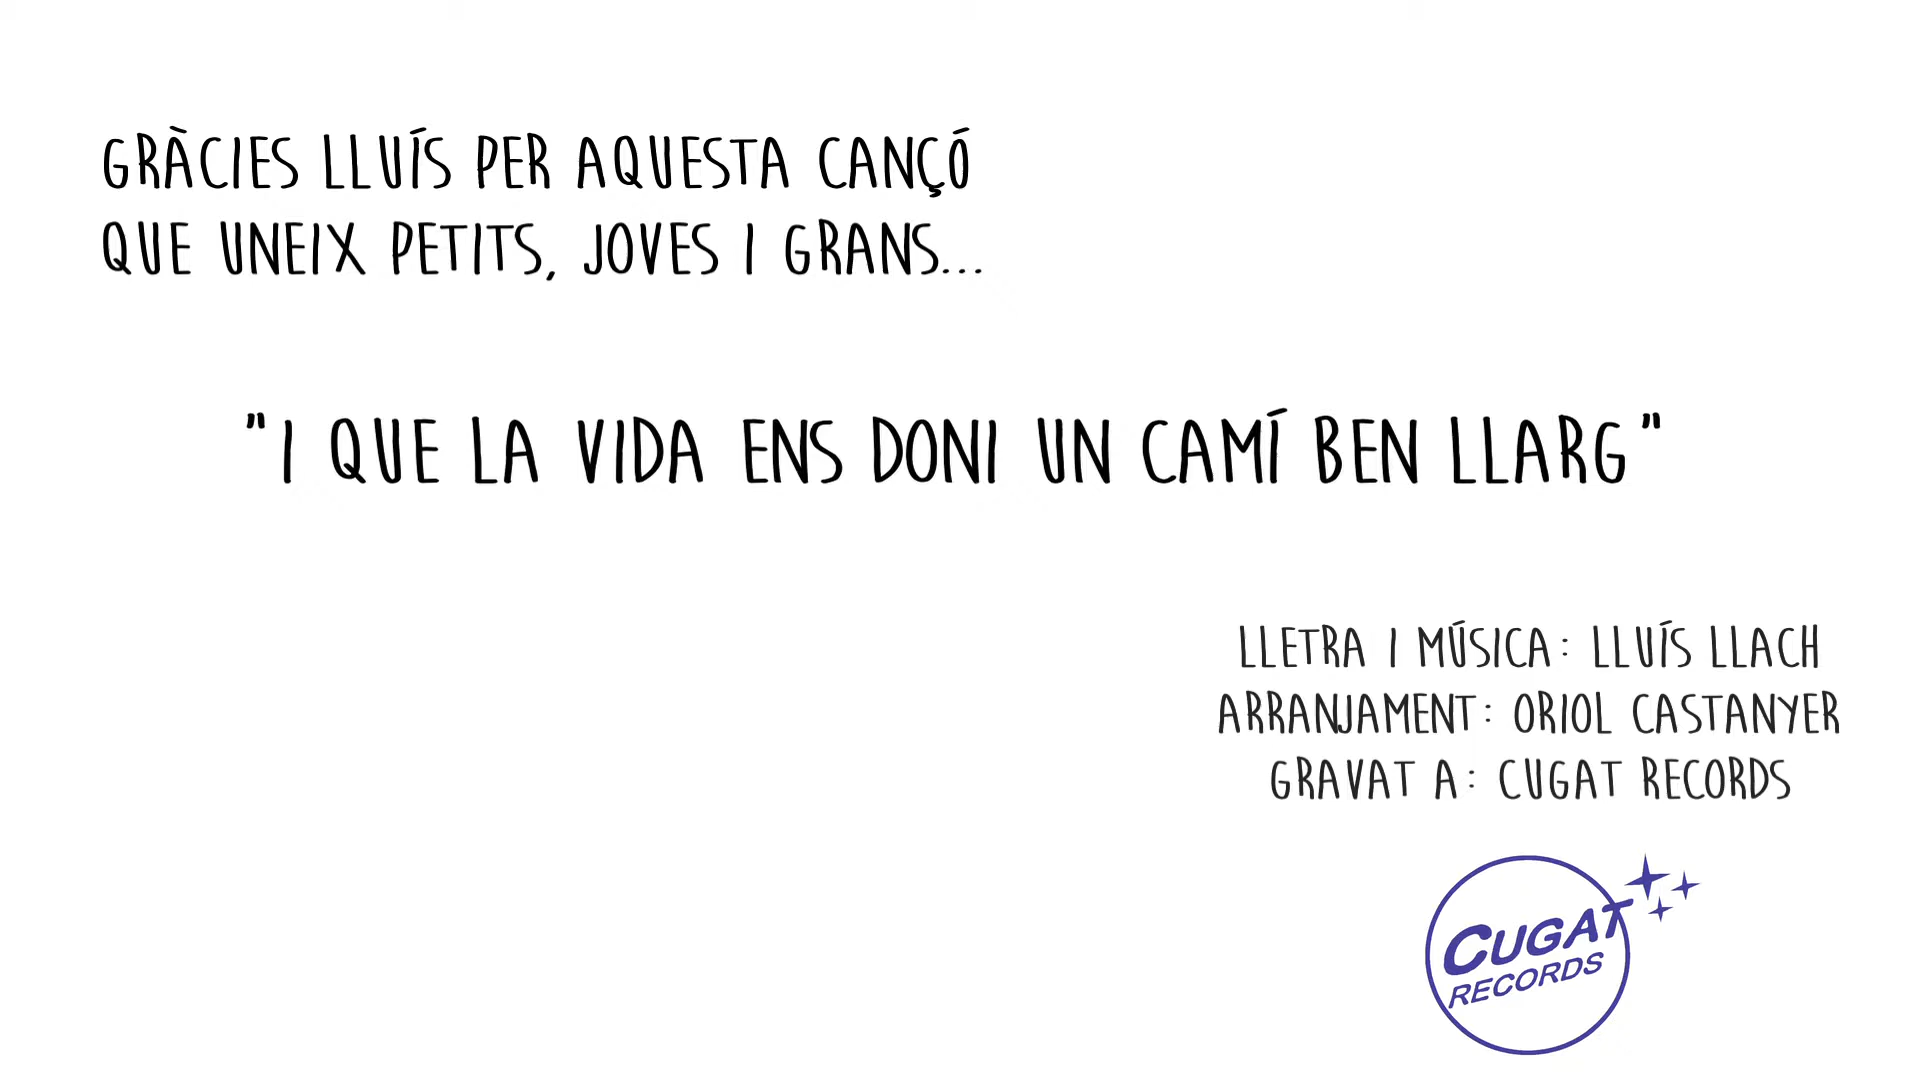 GRÀCIES LLUÍS PER AQUESTA CANÇÓ
QUE UNEIX PETITS, JOVES I GRANS...
"I QUE LA VIDA ENS DONI UN CAMÍ BEN LLARG"
LLETRA I MÚSICA: LLUÍS LLACH
ARRANJAMENT: ORIOL CASTANYER
GRAVAT A: CUGAT RECORDS
CUGAT
RECORDS